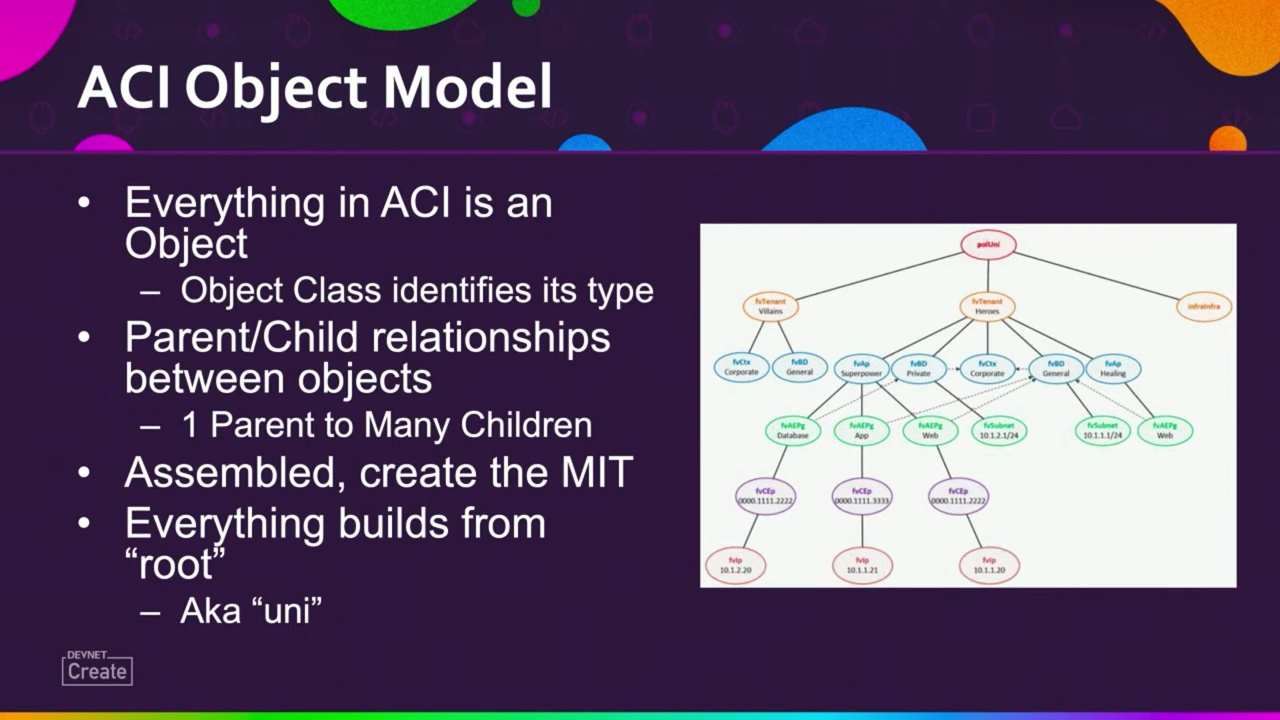 ACI Object Model
• Everything in ACI is an
Object
– Object Class identifies its type
• Parent/Child relationships
between objects
– 1 Parent to Many Children
• Assembled, create the MIT
• Everything builds from
“root”
– Aka “uni”
polUni
fvTenant
Villains
fvTenant
Heroes
infraInfra
fvCtx
Corporate
fvBD
General
fvAp
Superpower
fvBD
Private
fvCtx
Corporate
fvBD
General
fvAp
Healing
fvAEPg
Database
fvAEPg
App
fvAEPg
Web
fvSubnet
10.1.2.1/24
fvSubnet
10.1.1.1/24
fvAEPg
Web
fvCEp
0000.1111.2222
fvCEp
0000.1111.3333
fvCEp
0000.1111.2222
fvIp
10.1.2.20
fvIp
10.1.1.21
fvIp
10.1.1.20
DEVNET
Create